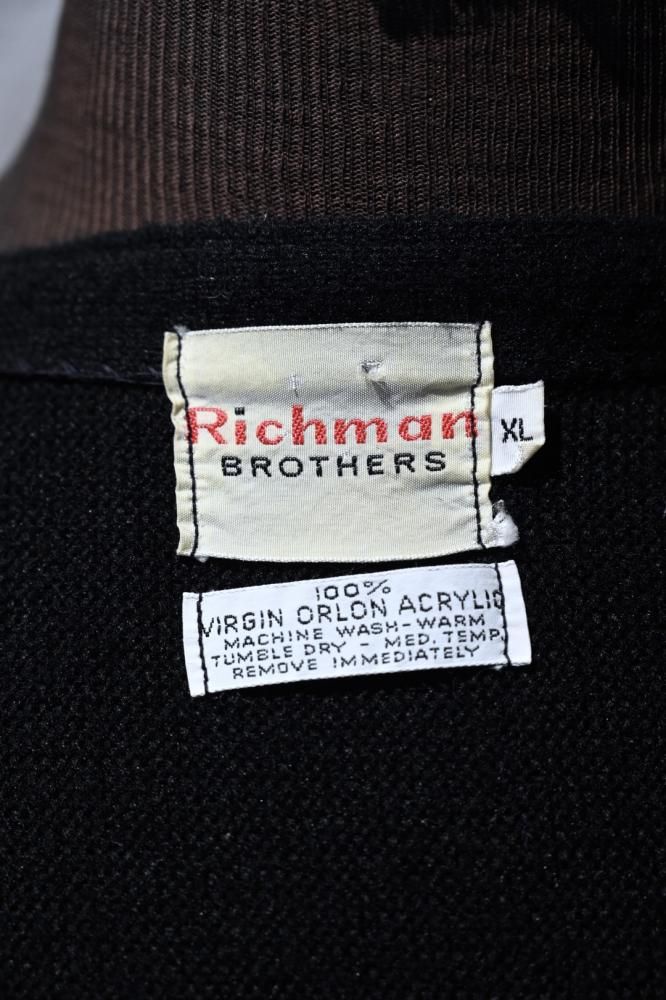 Richman
BROTHERS
XL
100%
VIRGIN ORLON ACRYLIC
MACHINE WASH-WARM
TUMBLE DRY - MED. TEMP.
REMOVE IMMEDIATELY